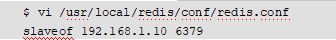 $ vi /usr/local/redis/conf/redis.conf
slaveof 192.168.1.10 6379